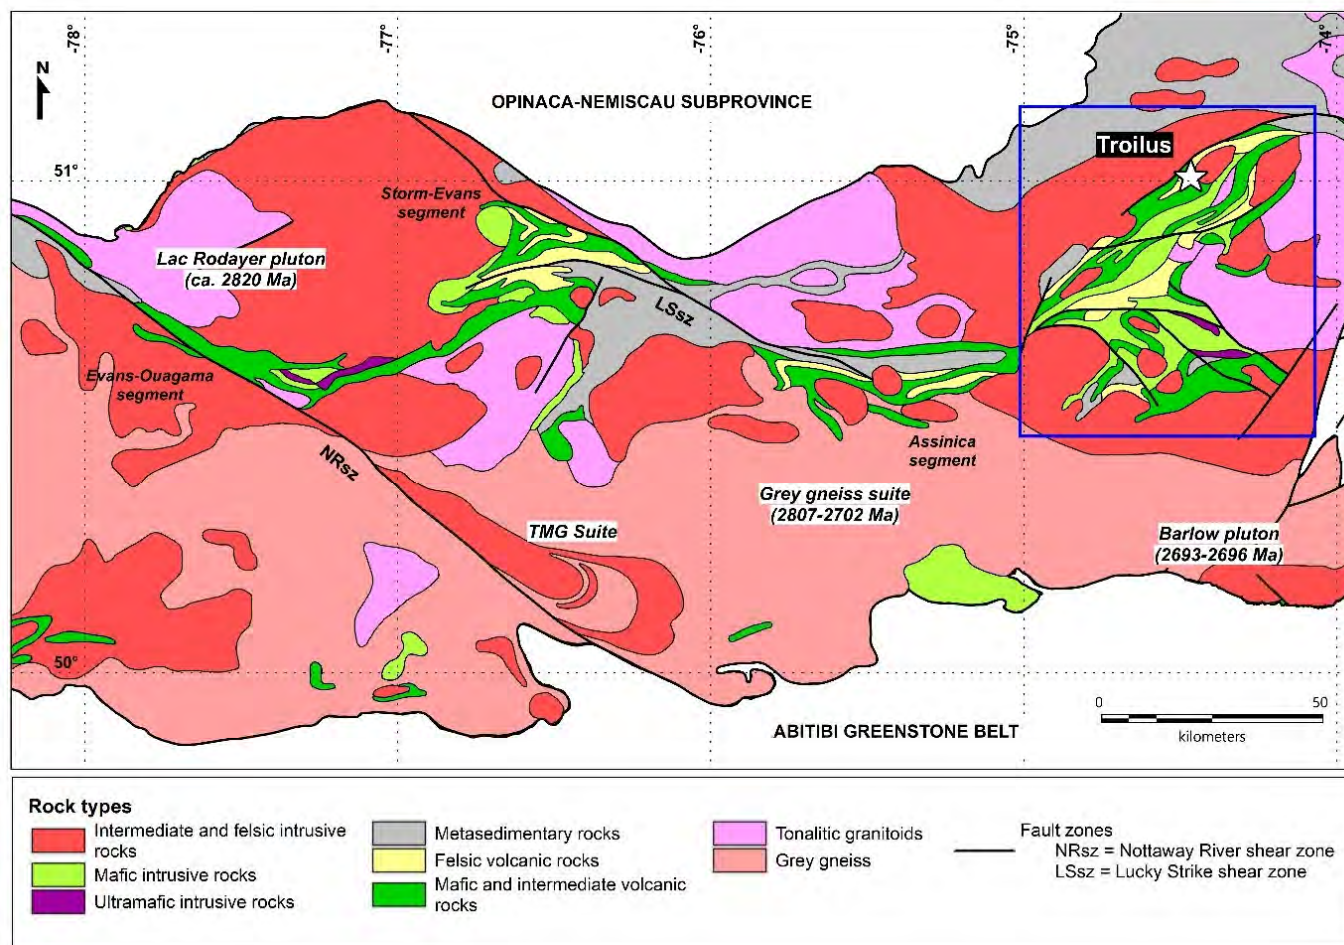 -78°
-77°
-76°
-75°
-74°
N
OPINACA-NEMISCAU SUBPROVINCE
Troilus
51°
Storm-Evans
segment
Lac Rodayer pluton
(ca. 2820 Ma)
LSsz
Evans-Ouagama
segment
Assinica
segment
NRsz
Grey gneiss suite
(2807-2702 Ma)
TMG Suite
Barlow pluton
(2693-2696 Ma)
50°
0
50
kilometers
ABITIBI GREENSTONE BELT
Rock types
Intermediate and felsic intrusive
rocks
Mafic intrusive rocks
Ultramafic intrusive rocks
Metasedimentary rocks
Felsic volcanic rocks
Mafic and intermediate volcanic
rocks
Tonalitic granitoids
Grey gneiss
Fault zones
NRsz = Nottaway River shear zone
LSsz = Lucky Strike shear zone